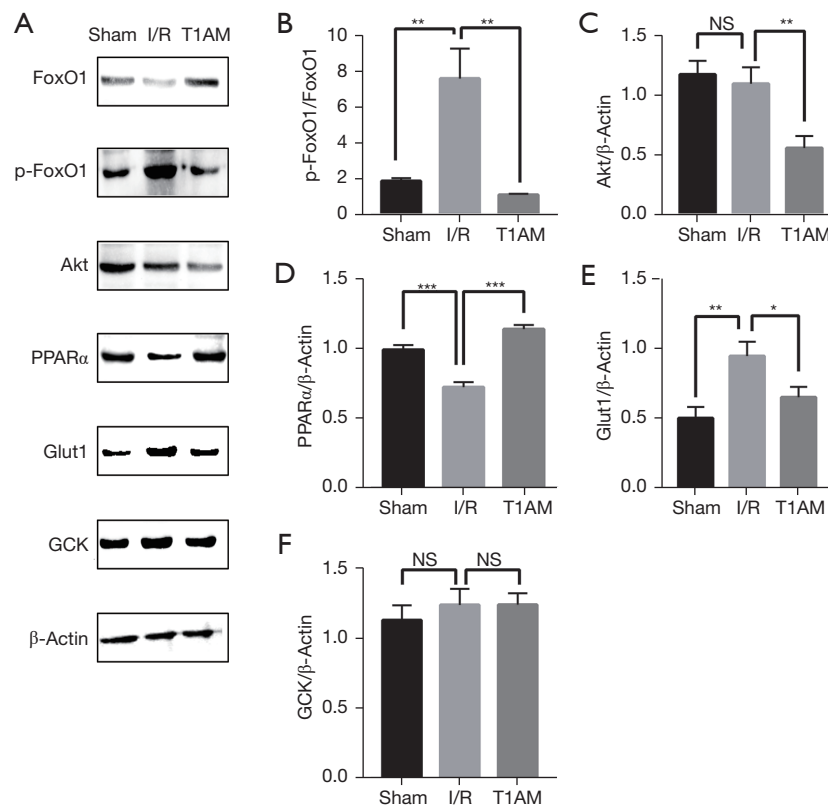 A
Sham I/R T1AM
FoxO1
p-FoxO1
Akt
PPARα
Glut1
GCK
β-Actin
B
** **
p-FoxO1/FoxO1
10
8
6
4
2
0
Sham I/R T1AM
C
NS **
Akt/β-Actin
1.5
1.0
0.5
0.0
Sham I/R T1AM
D
*** ***
PPARα/β-Actin
1.5
1.0
0.5
0.0
Sham I/R T1AM
E
** *
Glut1/β-Actin
1.5
1.0
0.5
0.0
Sham I/R T1AM
F
NS NS
GCK/β-Actin
1.5
1.0
0.5
0.0
Sham I/R T1AM